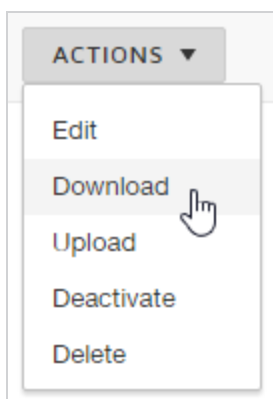 ACTIONS ▼
Edit
Download
Upload
Deactivate
Delete